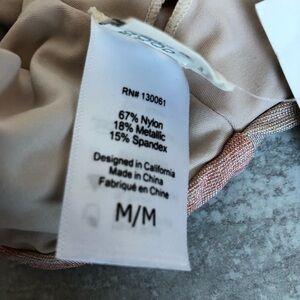 RN# 130061
67% Nylon
18% Metallic
15% Spandex
Designed in California
Made in China
Fabriqué en Chine
M/M